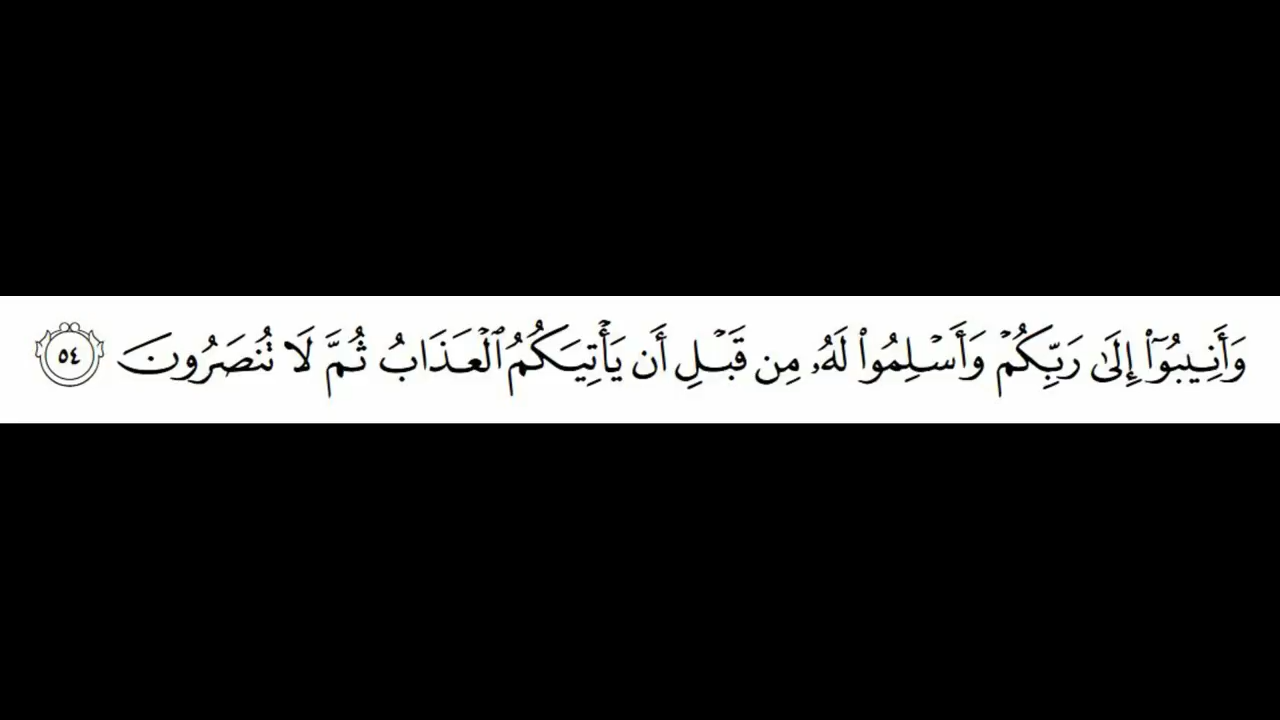 وَأَنِيبُوٓا۟ إِلَىٰ رَبِّكُمْ وَأَسْلِمُوا۟ لَهُۥ مِن قَبْلِ أَن يَأْتِيَكُمُ ٱلْعَذَابُ ثُمَّ لَا تُنصَرُونَ ٥٤